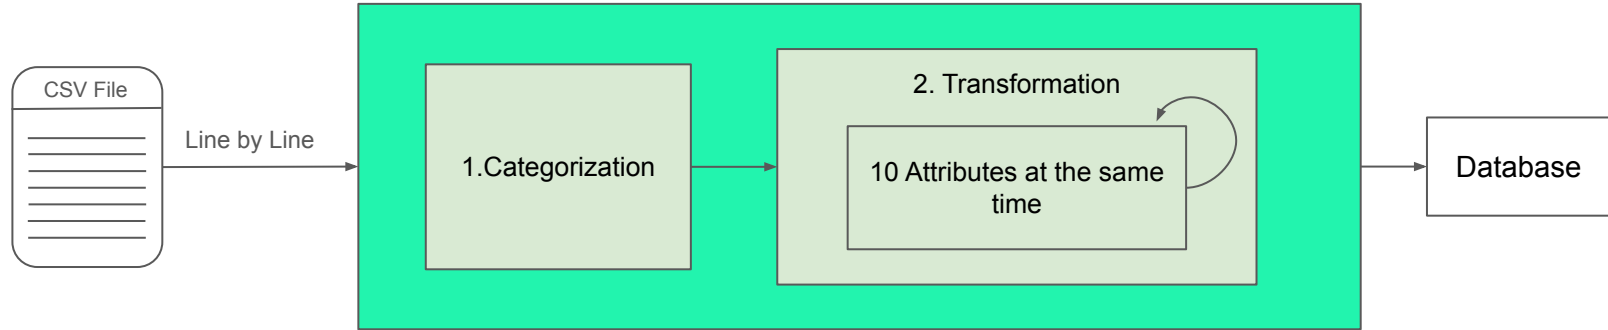 CSV File
Line by Line
1.Categorization
2. Transformation
10 Attributes at the same
time
Database